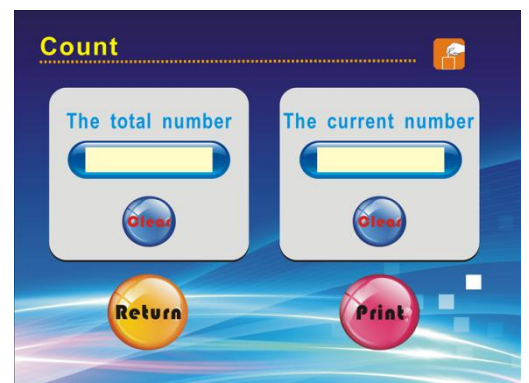 Count
The total number
The current number
Clear
Clear
Return
Print